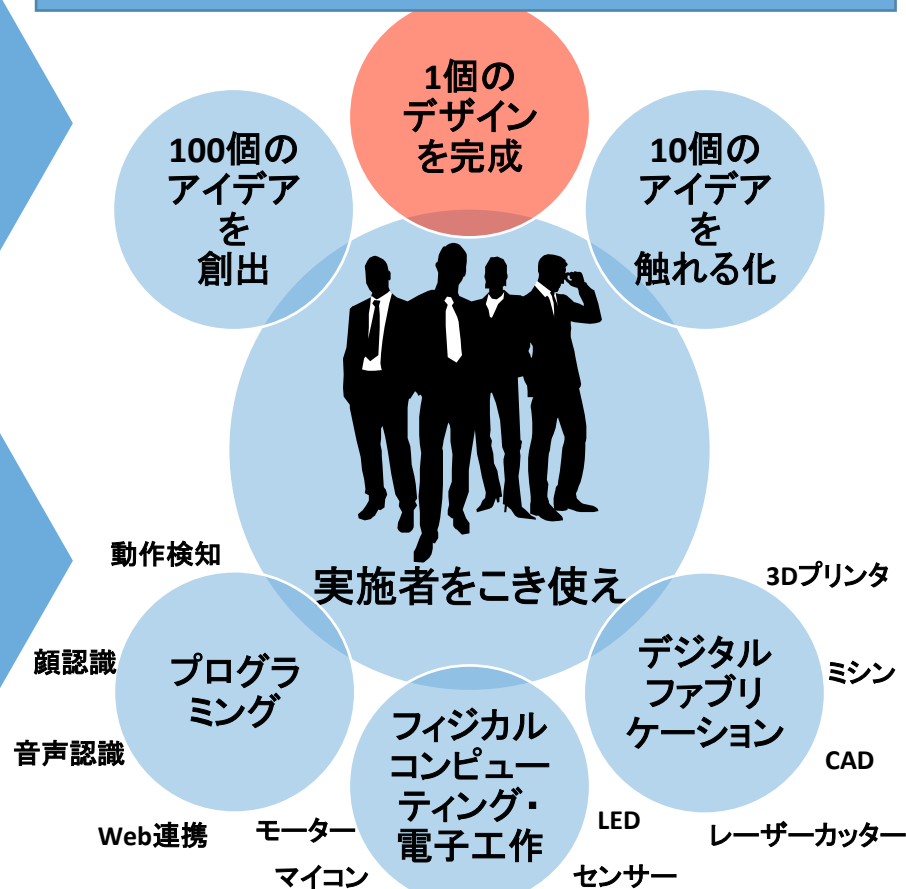 1個の
デザイン
を完成
100個の
アイデア
を
創出
10個の
アイデア
を
触れる化
実施者をこき使え
動作検知
顔認識
音声認識
Web連携
プログラ
ミング
モーター
マイコン
フィジカル
コンピュー
ティング・
電子工作
LED
センサー
デジタル
ファブリ
ケーション
3Dプリンタ
ミシン
CAD
レーザーカッター